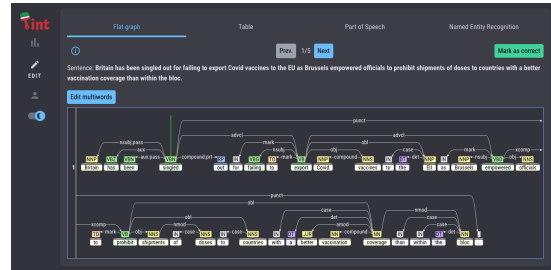 Tint
Flat graph
Table
Part of Speech
Named Entity Recognition
EDIT
Prev.
1/5
Next
Mark as correct
Sentence: Britain has been singled out for failing to export Covid vaccines to the EU as Brussels empowered officials to prohibit shipments of doses to countries with a better
vaccination coverage than within the bloc.
Edit multiwords
punct
advcl advcl
nsubj:pass mark obl mark xcomp
aux nsubj obj case
aux:pass compound:prt mark compound det nsubj obj
NNP VBZ VBN VBN RP IN VBG TO VB NNP NNS IN DT NNP IN NNP VBD NNS
1
Britain has been singled out for failing to export Covid vaccines to the EU as Brussels empowered officials
punct
obl
case nmod
obl det nmod case
xcomp nmod amod case
mark obj case case compound det
TO VB NNS IN NNS IN NNS IN DT JJR NN NN IN IN DT NN .
to prohibit shipments of doses to countries with a better vaccination coverage than within the bloc .